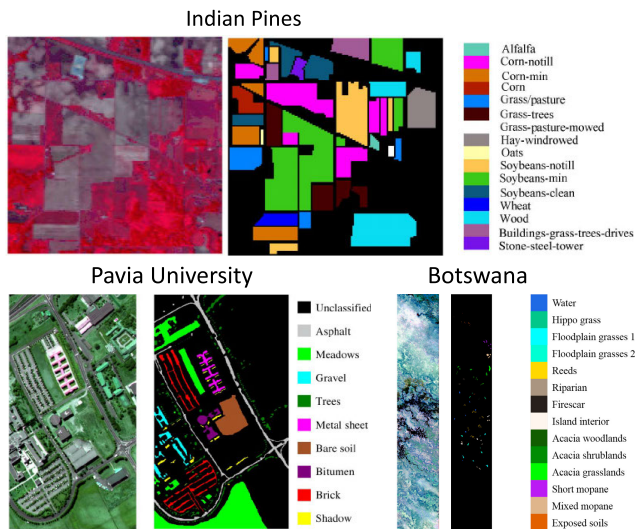 Indian Pines
Alfalfa
Corn-notill
Corn-min
Corn
Grass/pasture
Grass-trees
Grass-pasture-mowed
Hay-windrowed
Oats
Soybeans-notill
Soybeans-min
Soybeans-clean
Wheat
Wood
Buildings-grass-trees-drives
Stone-steel-tower
Pavia University
Unclassified
Asphalt
Meadows
Gravel
Trees
Metal sheet
Bare soil
Bitumen
Brick
Shadow
Botswana
Water
Hippo grass
Floodplain grasses 1
Floodplain grasses 2
Reeds
Riparian
Firescar
Island interior
Acacia woodlands
Acacia shrublands
Acacia grasslands
Short mopane
Mixed mopane
Exposed soils